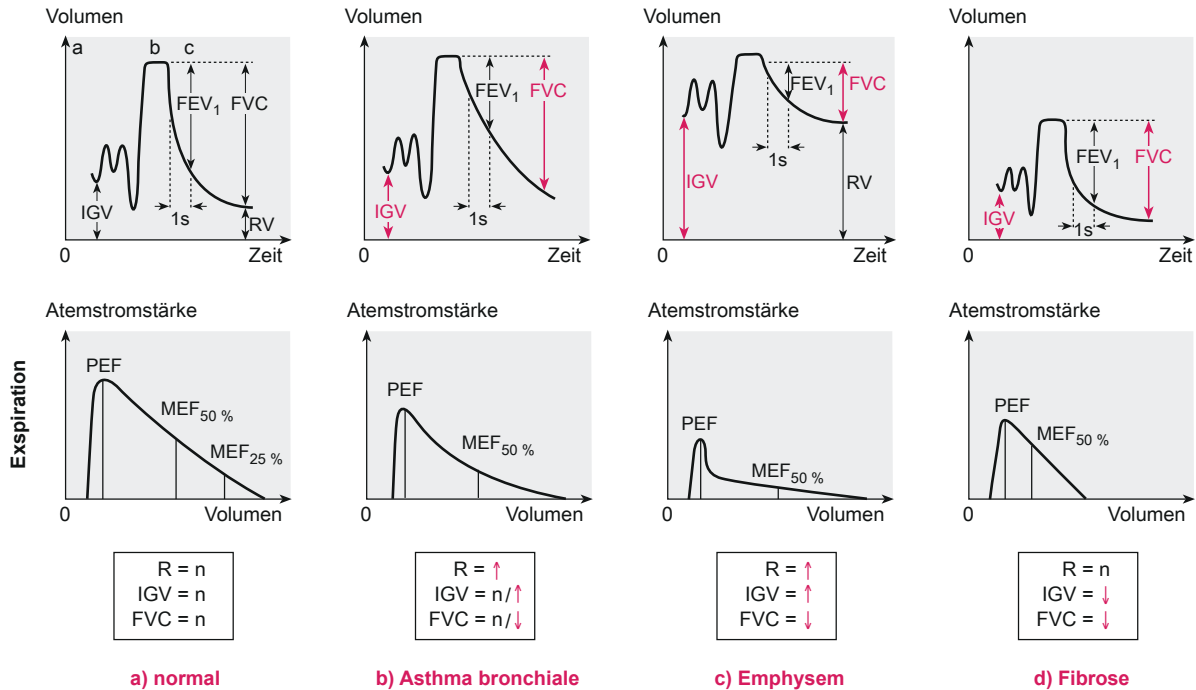 Volumen
a b c
FEV1 FVC
IGV
1s
RV
0 Zeit
Volumen
FEV1 FVC
IGV
1s
0 Zeit
Volumen
FEV1 FVC
1s
IGV
RV
0 Zeit
Volumen
FEV1 FVC
IGV
1s
0 Zeit
Exspiration
Atemstromstärke
PEF
MEF50 %
MEF25 %
0 Volumen
Atemstromstärke
PEF
MEF50 %
0 Volumen
Atemstromstärke
PEF
MEF50 %
0 Volumen
Atemstromstärke
PEF
MEF50 %
0 Volumen
R = n
IGV = n
FVC = n
R = ↑
IGV = n/↑
FVC = n/↓
R = ↑
IGV = ↑
FVC = ↓
R = n
IGV = ↓
FVC = ↓
a) normal
b) Asthma bronchiale
c) Emphysem
d) Fibrose